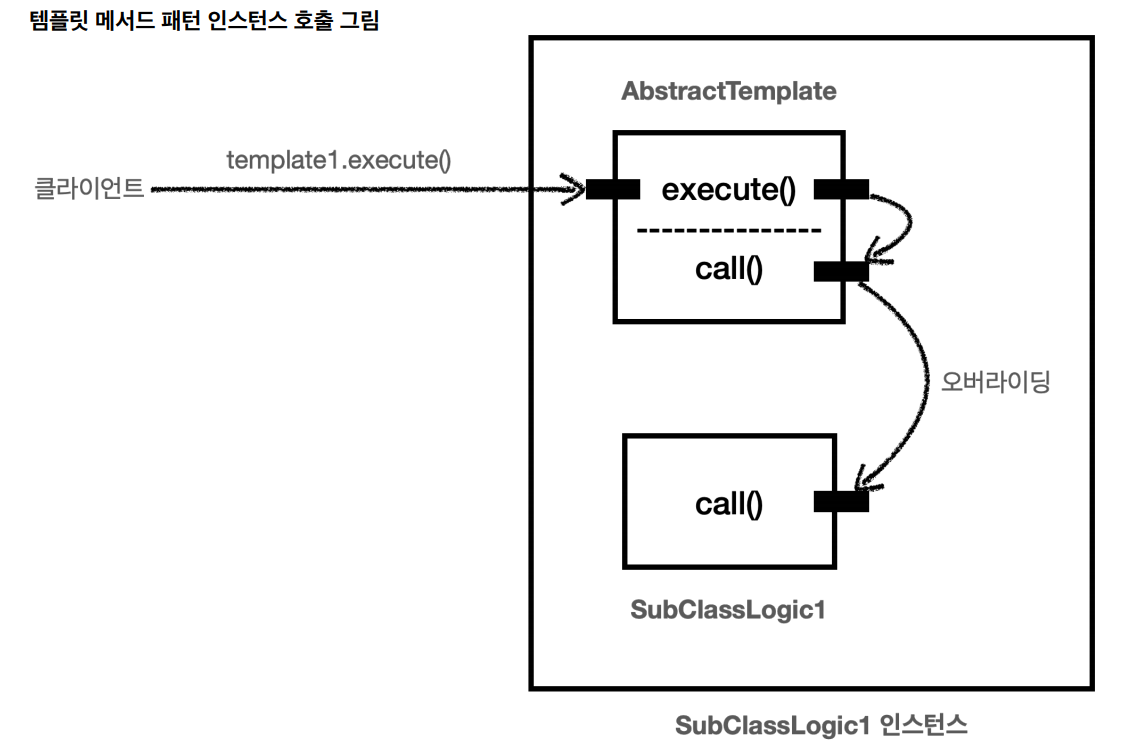 템플릿 메서드 패턴 인스턴스 호출 그림
AbstractTemplate
template1.execute()
클라이언트
execute()
call()
오버라이딩
call()
SubClassLogic1
SubClassLogic1 인스턴스